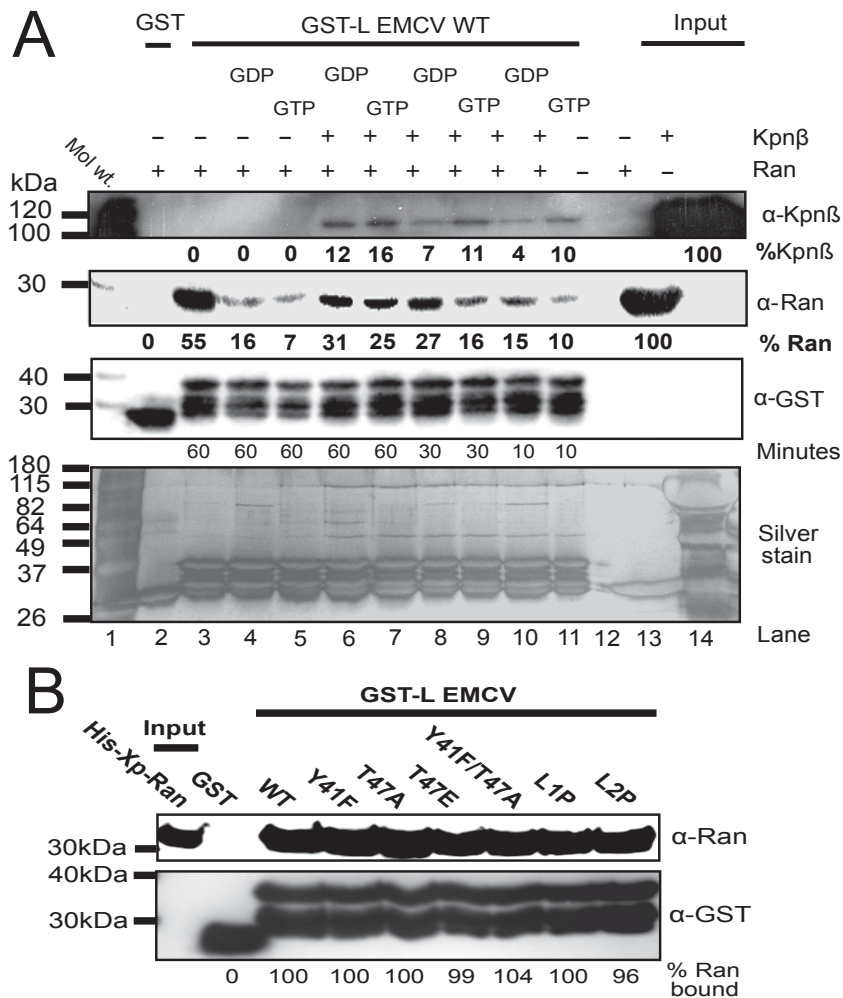 A
GST GST-L EMCV WT Input
GDP GDP GDP GDP
GTP GTP GTP GTP
– – – – + + + + + + – – + Kpnβ
+ + + + + + + + + + – + – Ran
Mol wt.
kDa
120
100
α-Kpnß
0 0 0 12 16 7 11 4 10 100 %Kpnß
30
α-Ran
0 55 16 7 31 25 27 16 15 10 100 % Ran
40
30
α-GST
60 60 60 60 60 30 30 10 10 Minutes
180
115
82
64
49
37
26
Silver
stain
1 2 3 4 5 6 7 8 9 10 11 12 13 14 Lane
B
GST-L EMCV
Input
His-Xp-Ran GST WT Y41F T47A T47E Y41F/T47A L1P L2P
30kDa α-Ran
40kDa
30kDa α-GST
0 100 100 100 99 104 100 96 % Ran
bound